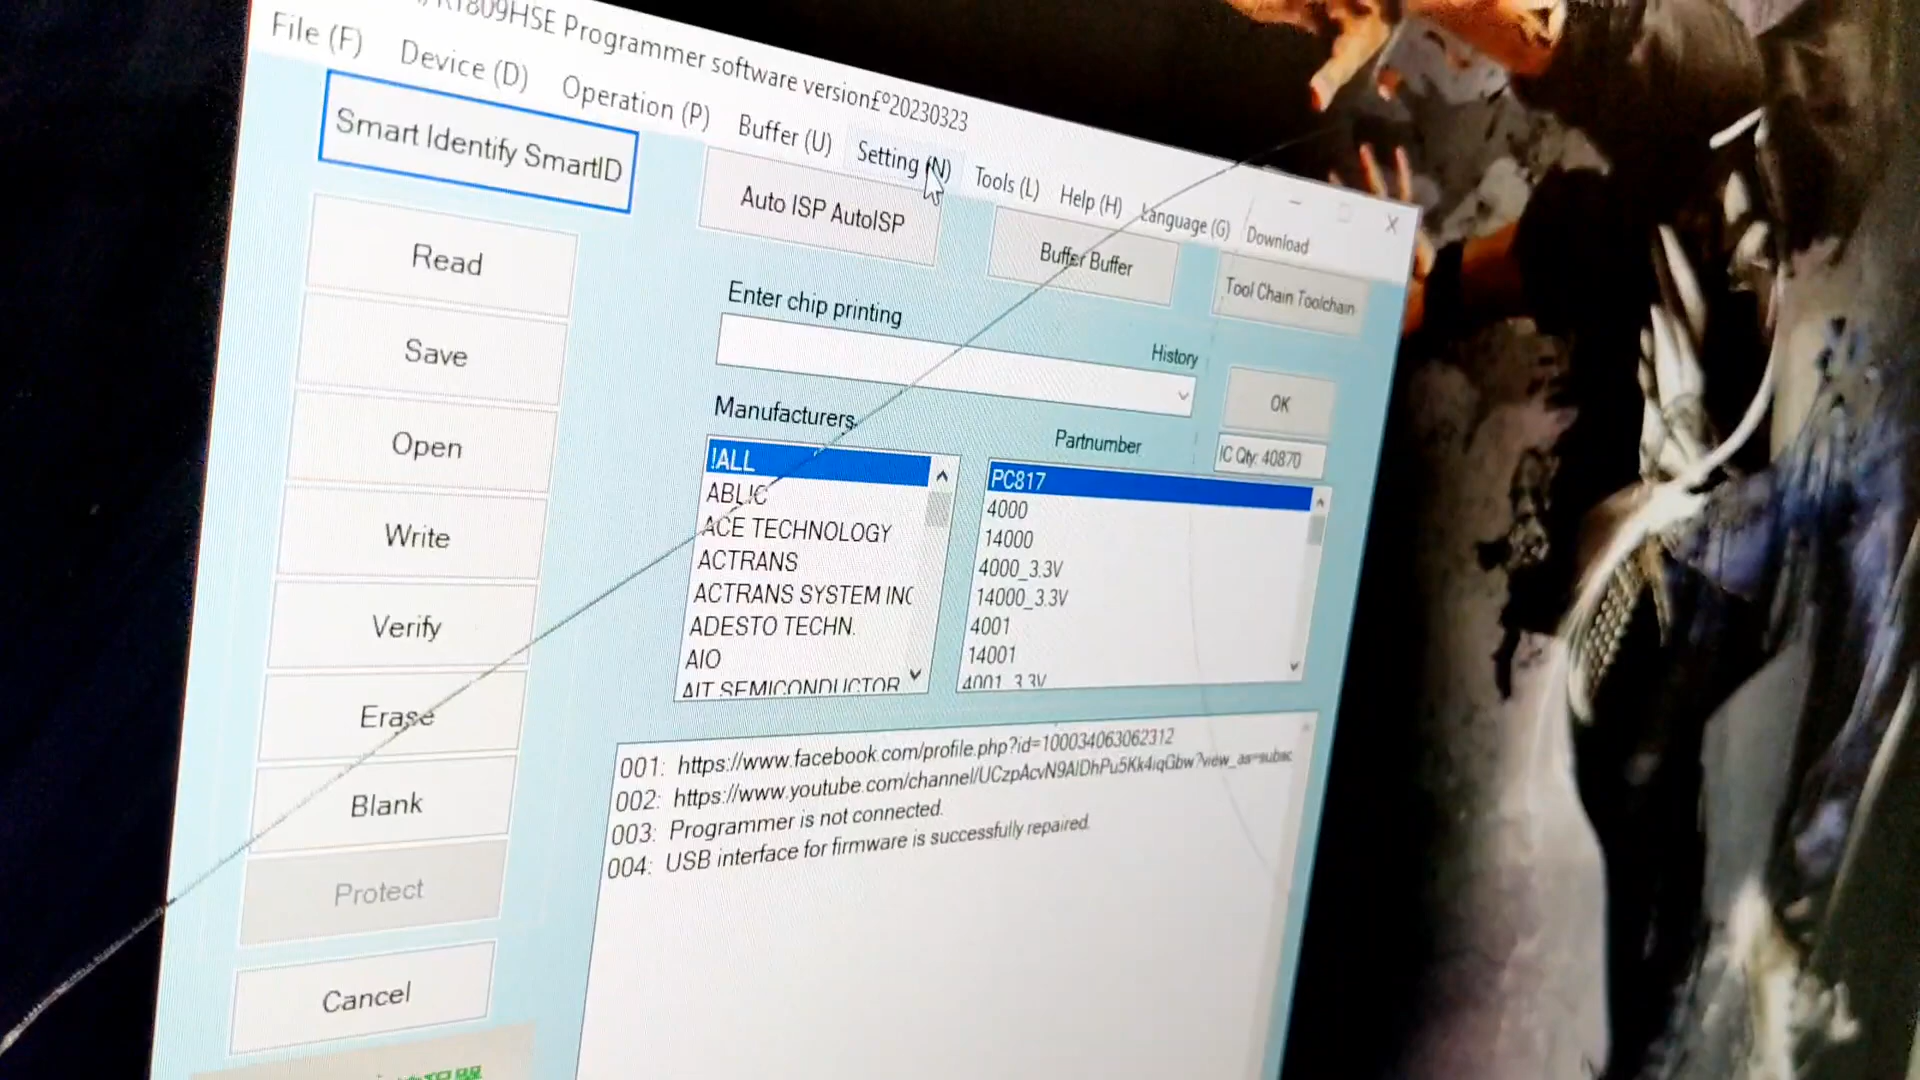 RT809HSE Programmer software version£º20230323
File (F) Device (D) Operation (P) Buffer (U) Setting (N) Tools (L) Help (H) Language (G) Download
Smart Identify SmartID
Auto ISP AutoISP
Buffer Buffer
Tool Chain Toolchain
Read
Save
Open
Write
Verify
Erase
Blank
Protect
Cancel
Enter chip printing
History
OK
Manufacturers
Partnumber
IC Qty: 40870
!ALL
ABLIC
ACE TECHNOLOGY
ACTRANS
ACTRANS SYSTEM INC
ADESTO TECHN.
AIO
AIT SEMICONDUCTOR
PC817
4000
14000
4000_3.3V
14000_3.3V
4001
14001
4001_3.3V
001: https://www.facebook.com/profile.php?id=100034063062312
002: https://www.youtube.com/channel/UCzpAcvN9AlDhPu5Kk4iqGbw?view_as=subsc
003: Programmer is not connected.
004: USB interface for firmware is successfully repaired.